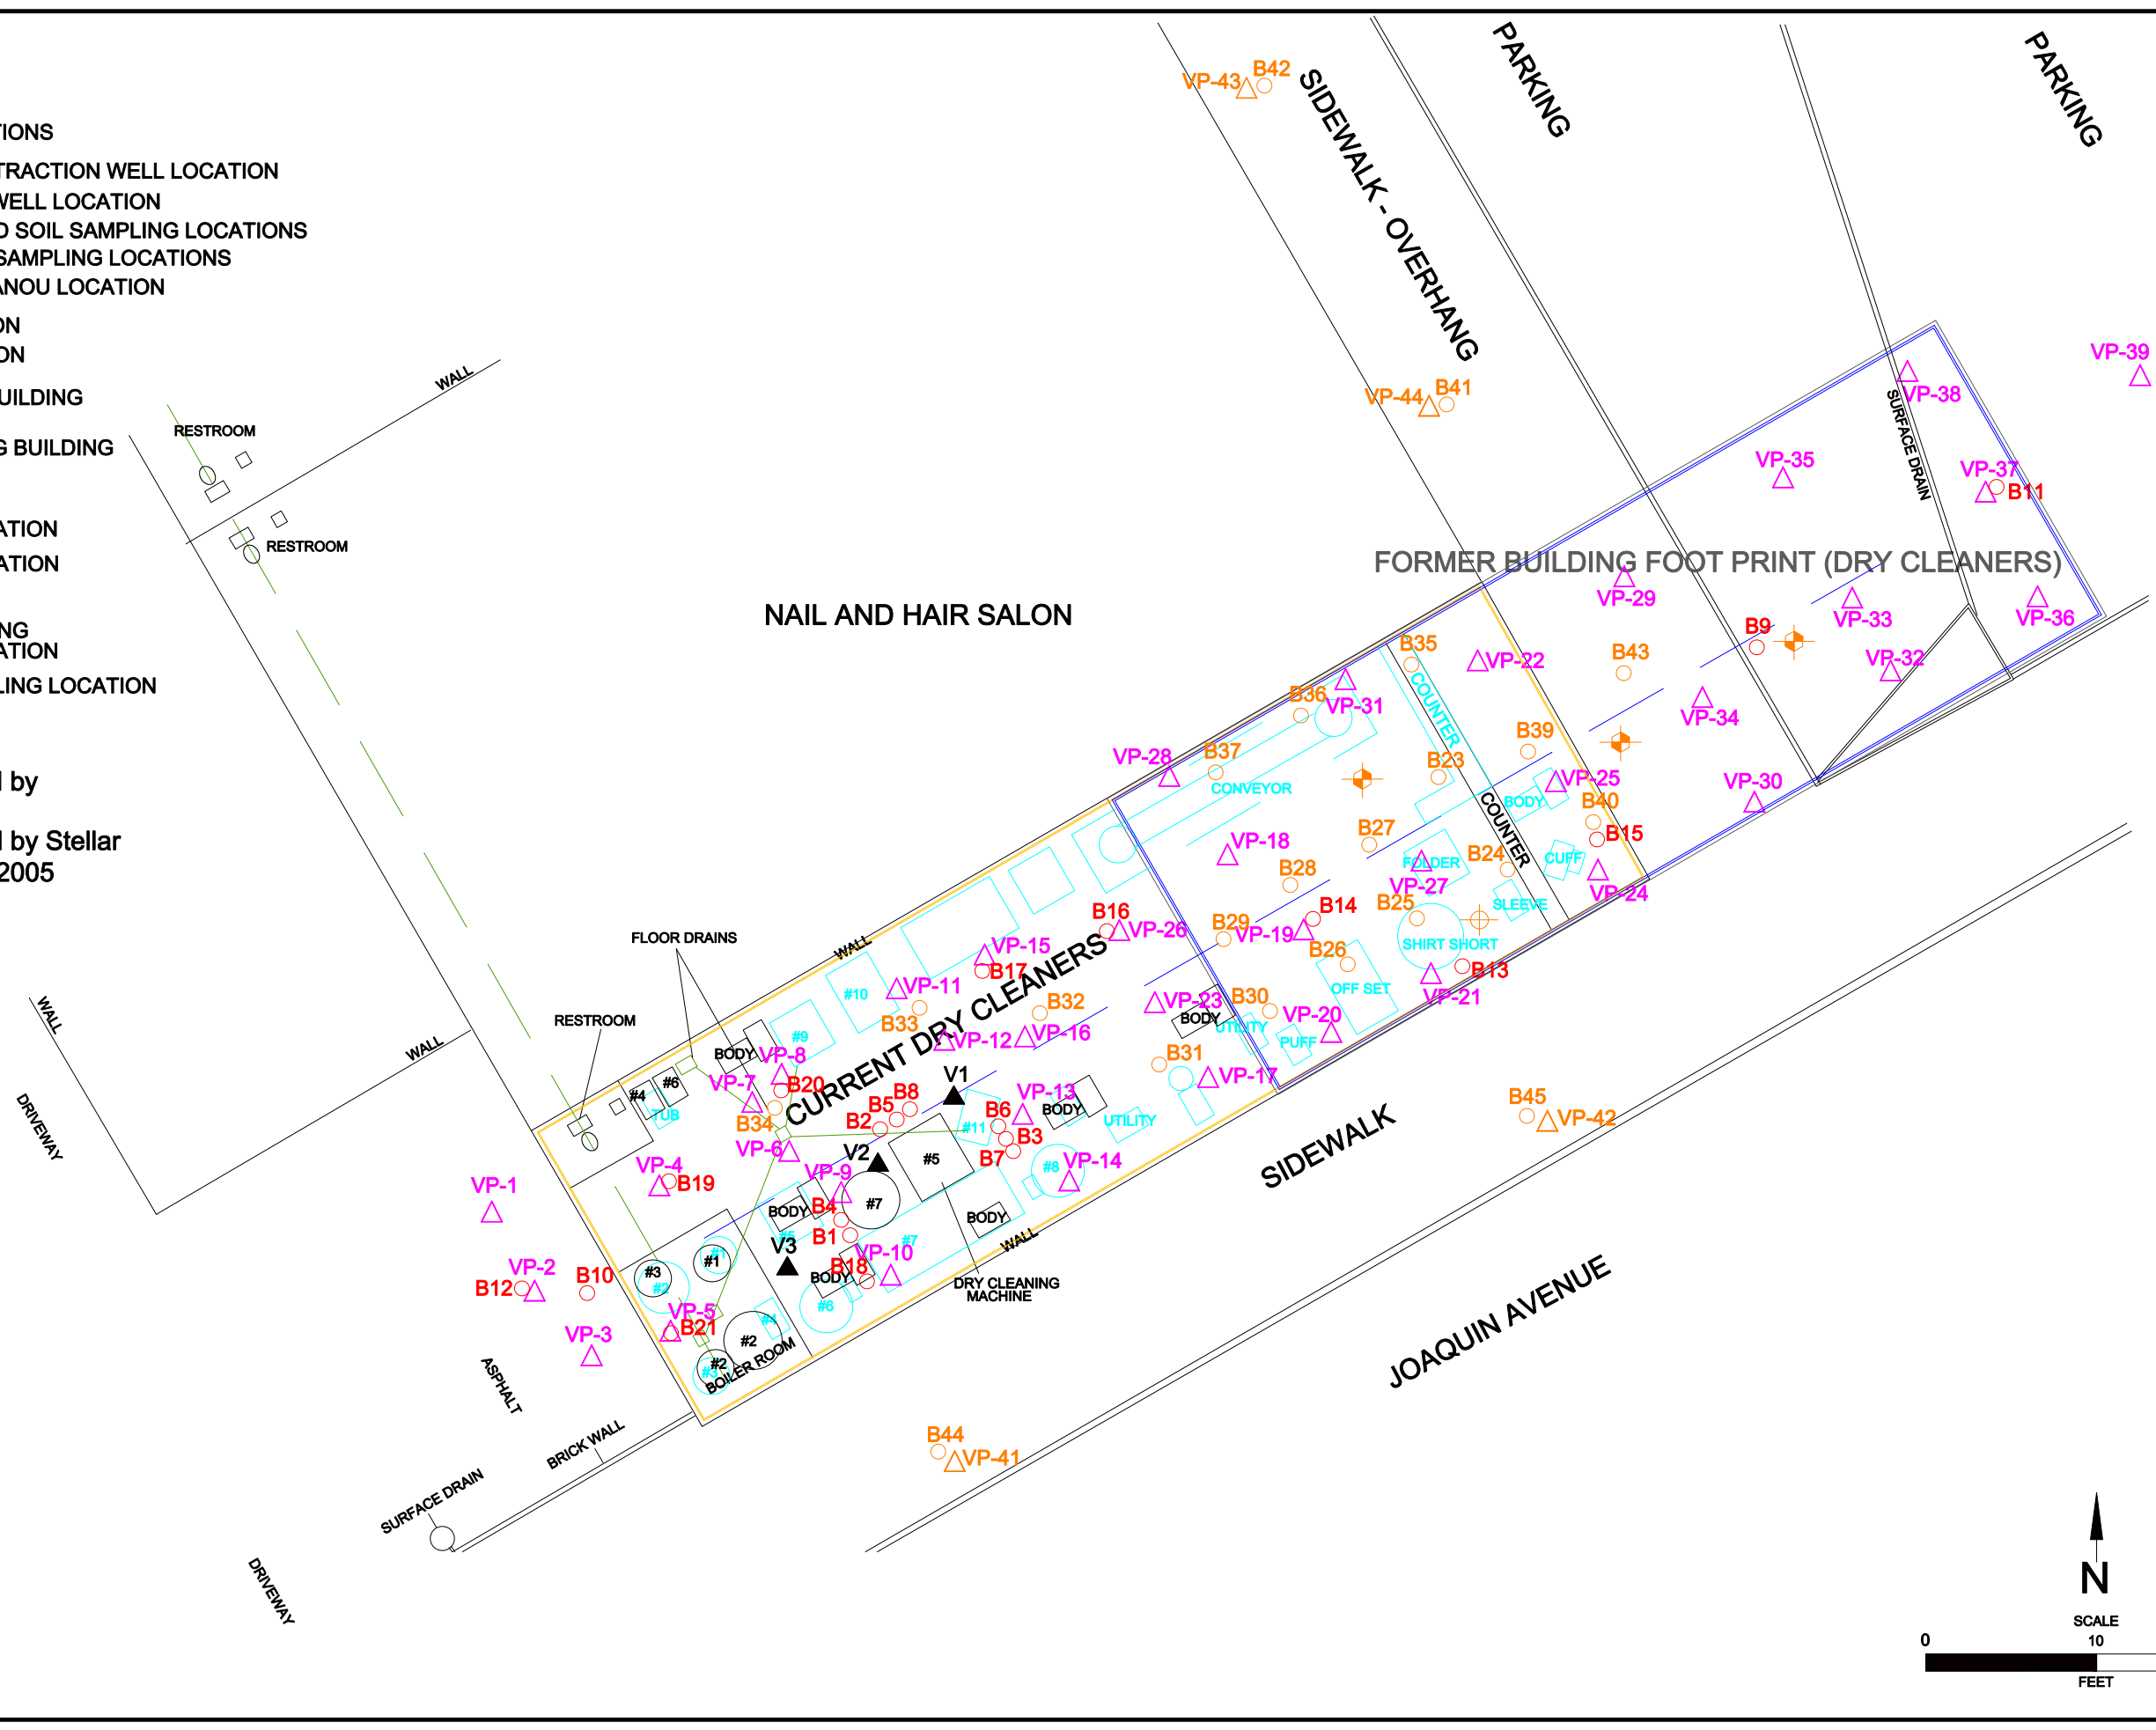 TIONS
TRACTION WELL LOCATION
WELL LOCATION
D SOIL SAMPLING LOCATIONS
SAMPLING LOCATIONS
ANOU LOCATION
ON
ON
UILDING
G BUILDING
ATION
ATION
NG
ATION
LING LOCATION
d by
d by Stellar
2005
PARKING
PARKING
SIDEWALK - OVERHANG
VP-43
B42
VP-44
B41
VP-39
VP-38
SURFACE DRAIN
VP-35
VP-37
B11
FORMER BUILDING FOOT PRINT (DRY CLEANERS)
VP-29
VP-33
VP-36
B9
VP-32
B43
VP-34
VP-30
WALL
RESTROOM
RESTROOM
NAIL AND HAIR SALON
B35
VP-22
COUNTER
B36
VP-31
B39
B37
VP-28
CONVEYOR
B23
VP-25
BODY
B40
B15
COUNTER
B27
VP-18
FOLDER
VP-27
B24
CUFF
VP-24
B28
B25
SLEEVE
B14
VP-19
B29
SHIRT SHORT
B26
B13
VP-21
OFF SET
B30
VP-20
UTILITY
PUFF
B16
VP-26
FLOOR DRAINS
WALL
VP-15
B17
CURRENT DRY CLEANERS
VP-11
#10
B33
B32
VP-23
BODY
VP-12
VP-16
#9
RESTROOM
BODY
VP-8
VP-7
B20
B34
#4
#6
TUB
B31
VP-17
V1
VP-13
BODY
B8
B5
B2
B6
B3
B7
#11
UTILITY
VP-6
V2
#5
#8
VP-14
VP-4
B19
VP-9
#7
B4
B1
BODY
#5
BODY
#7
WALL
V3
VP-10
B18
BODY
#6
DRY CLEANING
MACHINE
#1
#1
#3
#2
VP-5
B21
#4
#2
#2
#3
BOILER ROOM
WALL
WALL
DRIVEWAY
VP-1
VP-2
B12
B10
VP-3
ASPHALT
BRICK WALL
SURFACE DRAIN
DRIVEWAY
B45
VP-42
SIDEWALK
JOAQUIN AVENUE
B44
VP-41
N
SCALE
0
10
FEET